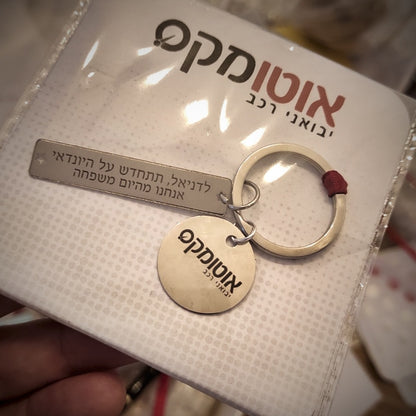 אוטומקס
יבואני רכב
לדניאל, תתחדש על היונדאי
אנחנו מהיום משפחה
אוטומקס
יבואני רכב